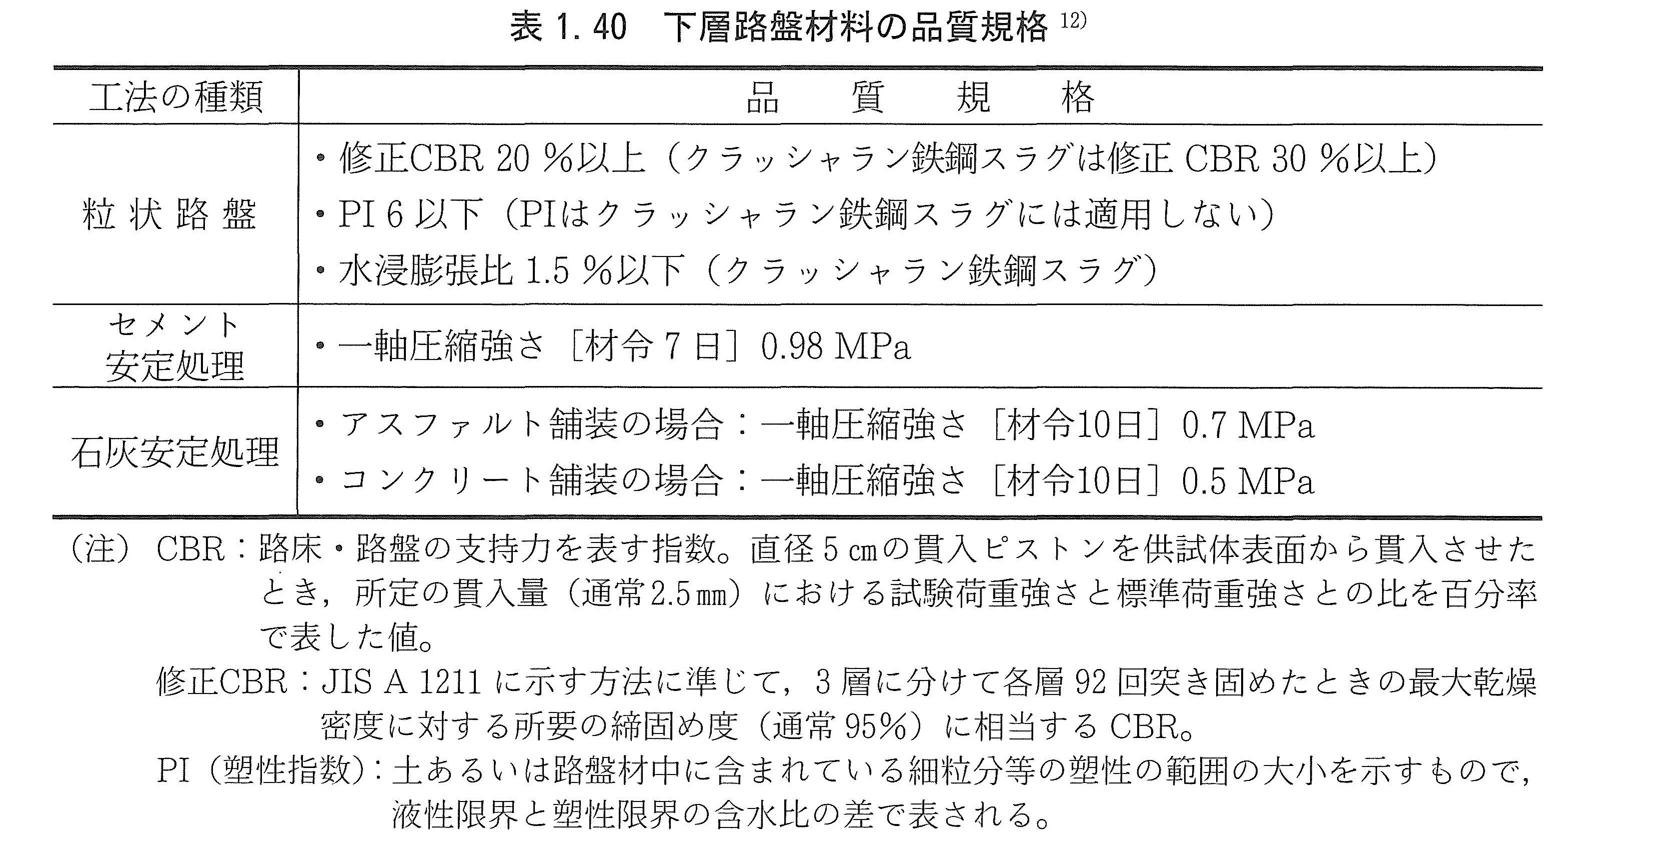 表 1. 40　下層路盤材料の品質規格 12)
工法の種類　品　質　規　格
・修正CBR 20 %以上（クラッシャラン鉄鋼スラグは修正 CBR 30 %以上）
粒 状 路 盤　・PI 6 以下（PIはクラッシャラン鉄鋼スラグには適用しない）
・水浸膨張比 1.5 %以下（クラッシャラン鉄鋼スラグ）
セメント
安定処理　・一軸圧縮強さ［材令 7 日］0.98 MPa
石灰安定処理　・アスファルト舗装の場合：一軸圧縮強さ［材令10日］0.7 MPa
・コンクリート舗装の場合：一軸圧縮強さ［材令10日］0.5 MPa
（注） CBR：路床・路盤の支持力を表す指数。直径 5 ㎝の貫入ピストンを供試体表面から貫入させた
とき，所定の貫入量（通常2.5㎜）における試験荷重強さと標準荷重強さとの比を百分率
で表した値。
修正CBR：JIS A 1211 に示す方法に準じて，3 層に分けて各層 92 回突き固めたときの最大乾燥
密度に対する所要の締固め度（通常 95%）に相当する CBR。
PI（塑性指数）：土あるいは路盤材中に含まれている細粒分等の塑性の範囲の大小を示すもので，
液性限界と塑性限界の含水比の差で表される。